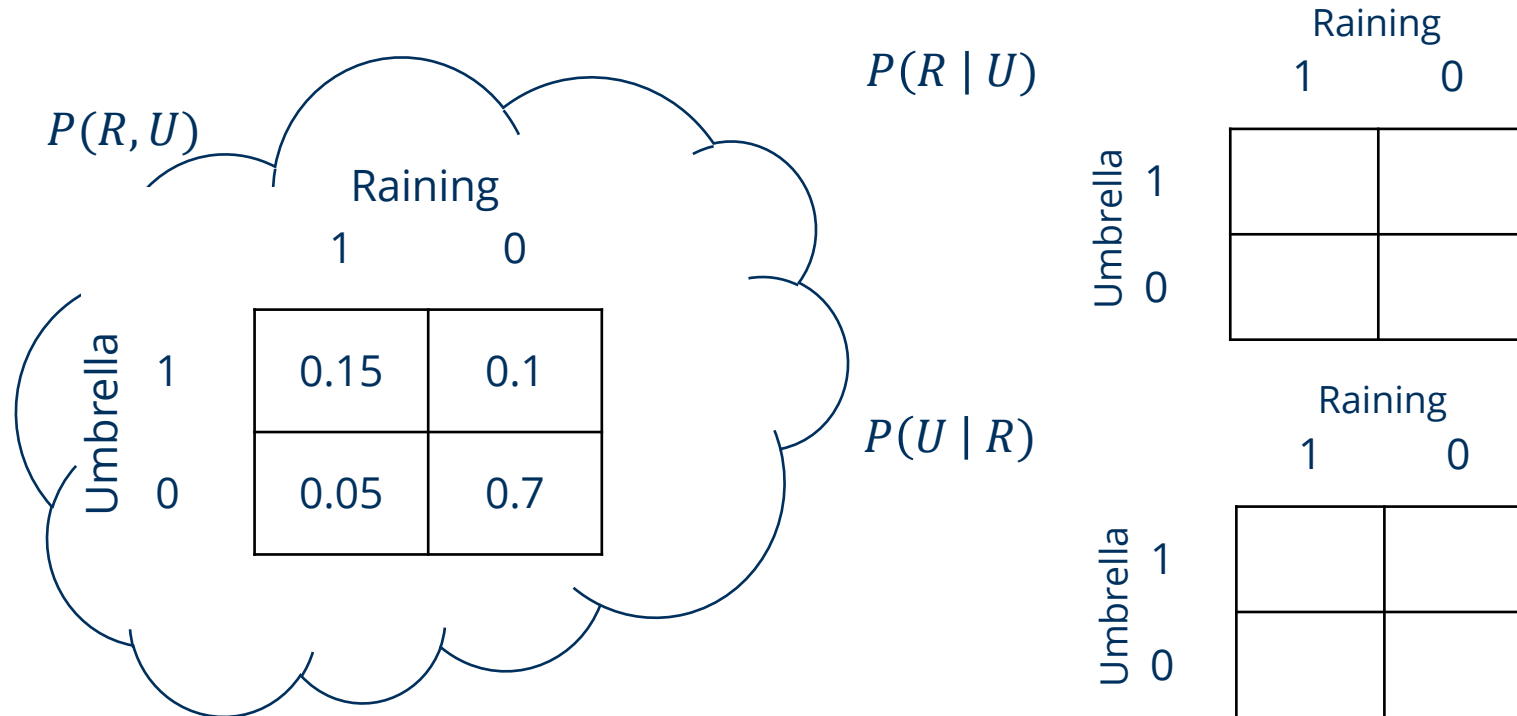 P(R, U)
Raining
1 0
Umbrella
1 0.15 0.1
0 0.05 0.7
P(R | U)
Raining
1 0
Umbrella
1
0
P(U | R)
Raining
1 0
Umbrella
1
0